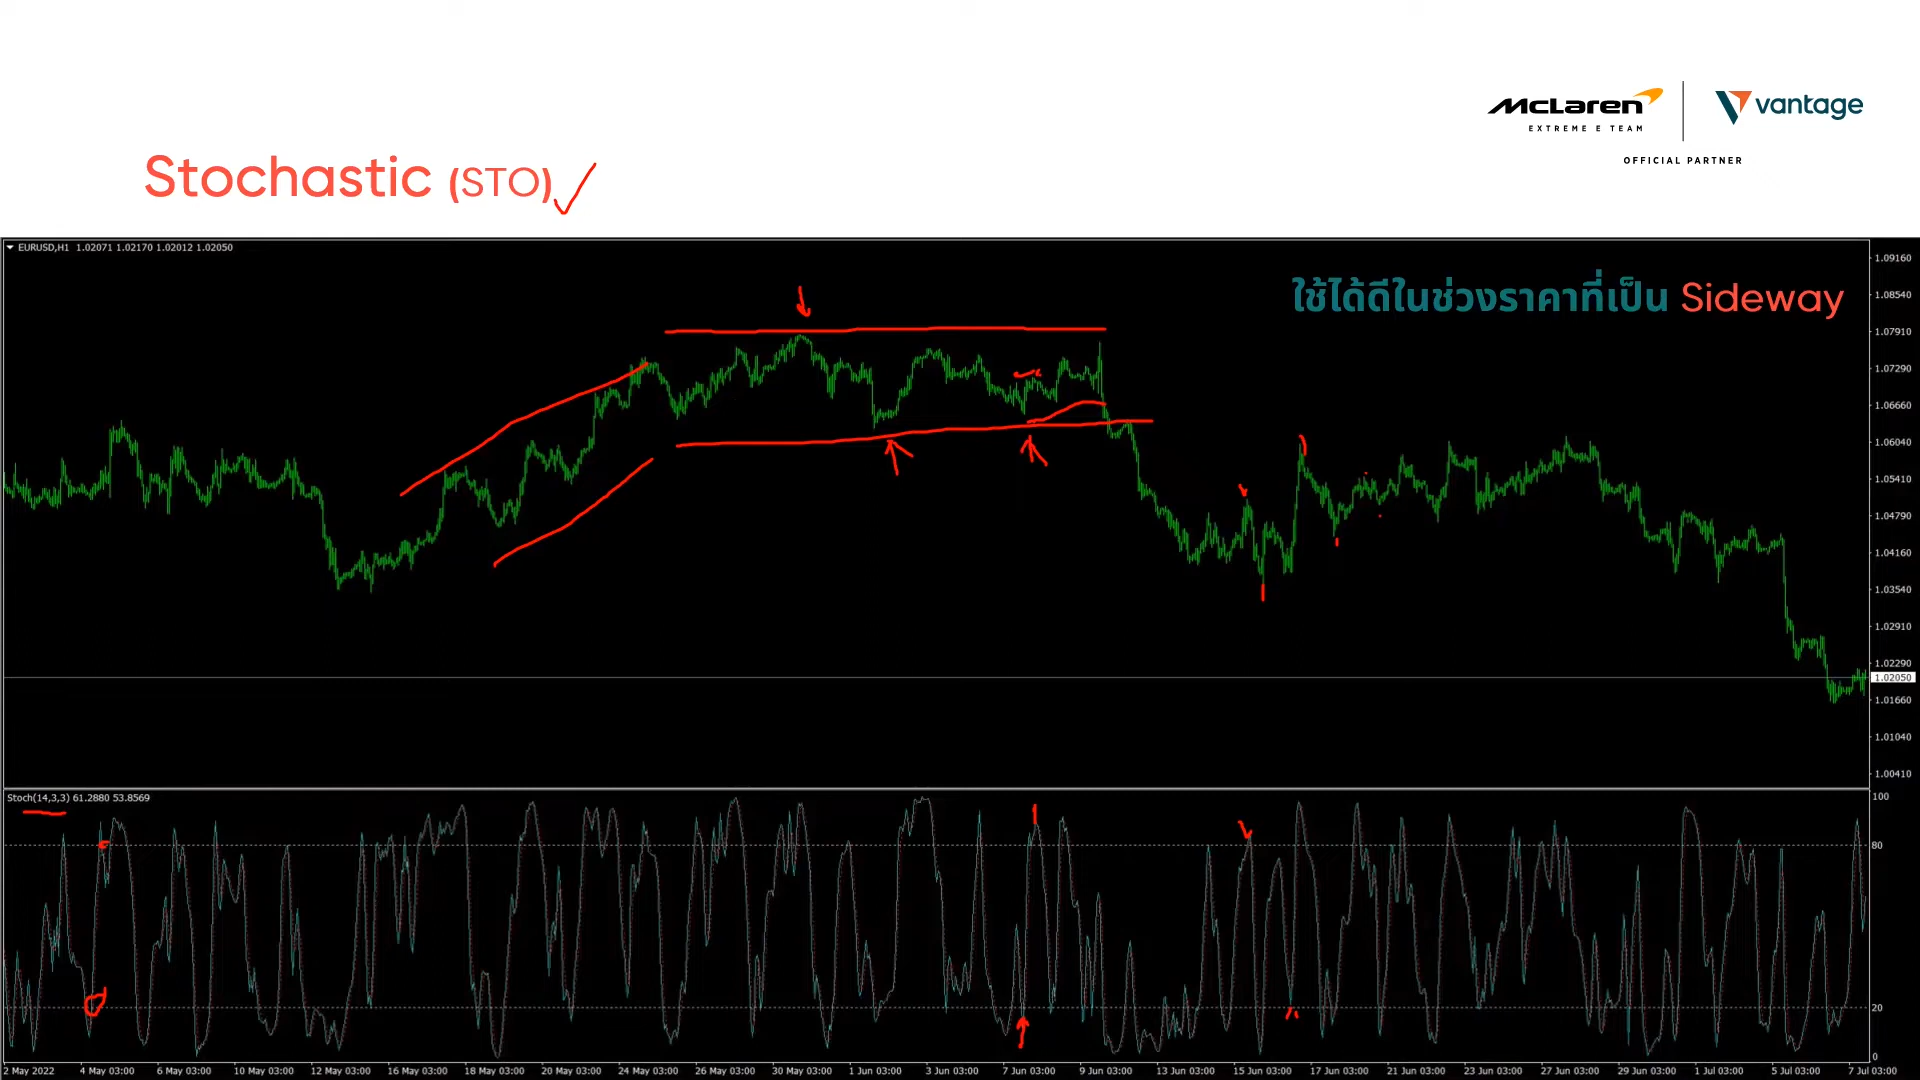 McLaren
EXTREME E TEAM
vantage
OFFICIAL PARTNER
Stochastic (STO)
EURUSD,H1 1.02071 1.02170 1.02012 1.02050
ใช้ได้ดีในช่วงราคาที่เป็น Sideway
1.09160
1.08540
1.07910
1.07290
1.06660
1.06040
1.05410
1.04790
1.04160
1.03540
1.02910
1.02290
1.02050
1.01660
1.01040
1.00410
Stoch(14,3,3) 61.2880 53.8569
100
80
20
0
2 May 2022 4 May 03:00 6 May 03:00 10 May 03:00 12 May 03:00 16 May 03:00 18 May 03:00 20 May 03:00 24 May 03:00 26 May 03:00 30 May 03:00 1 Jun 03:00 3 Jun 03:00 7 Jun 03:00 9 Jun 03:00 13 Jun 03:00 15 Jun 03:00 17 Jun 03:00 21 Jun 03:00 23 Jun 03:00 27 Jun 03:00 29 Jun 03:00 1 Jul 03:00 5 Jul 03:00 7 Jul 03:00